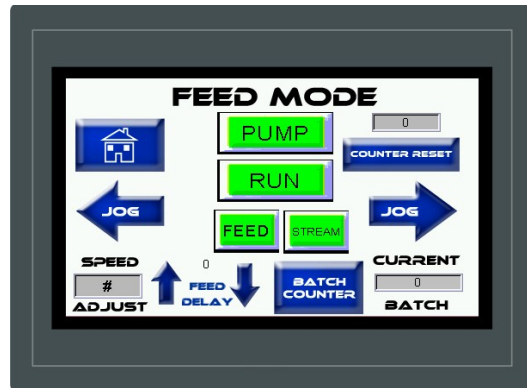 FEED MODE
PUMP
0
COUNTER RESET
RUN
JOG
JOG
FEED
STREAM
SPEED
#
ADJUST
0
FEED
DELAY
BATCH
COUNTER
CURRENT
0
BATCH